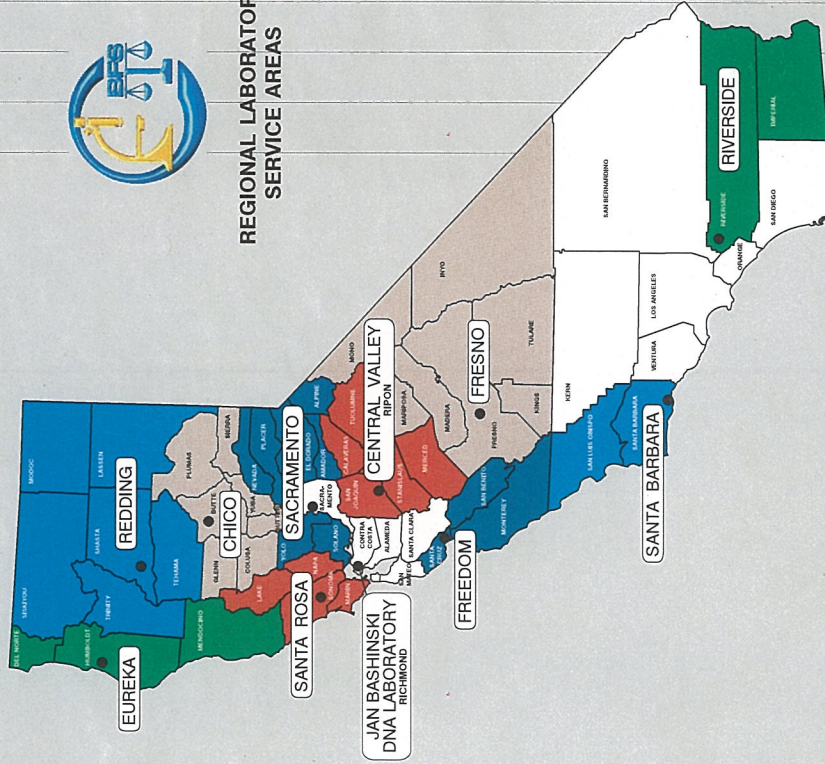 BFS
REGIONAL LABORATOR
SERVICE AREAS
DEL NORTE
SISKIYOU
MODOC
HUMBOLDT
TRINITY
SHASTA
LASSEN
REDDING
EUREKA
TEHAMA
PLUMAS
MENDOCINO
GLENN
BUTTE
CHICO
SIERRA
COLUSA
YUBA
NEVADA
PLACER
LAKE
YOLO
SUTTER
SACRAMENTO
EL DORADO
ALPINE
SANTA ROSA
SONOMA
NAPA
SOLANO
SACRA-
MENTO
AMADOR
MARIN
CALAVERAS
TUOLUMNE
MONO
SAN
JOAQUIN
CENTRAL VALLEY
RIPON
CONTRA
COSTA
ALAMEDA
STANISLAUS
MARIPOSA
JAN BASHINSKI
DNA LABORATORY
RICHMOND
SAN
MATEO
SANTA CLARA
SANTA
CRUZ
MERCED
MADERA
INYO
FREEDOM
SAN BENITO
MONTEREY
FRESNO
FRESNO
KINGS
TULARE
SAN LUIS OBISPO
KERN
SAN BERNARDINO
SANTA BARBARA
SANTA BARBARA
VENTURA
LOS ANGELES
ORANGE
RIVERSIDE
RIVERSIDE
SAN DIEGO
IMPERIAL